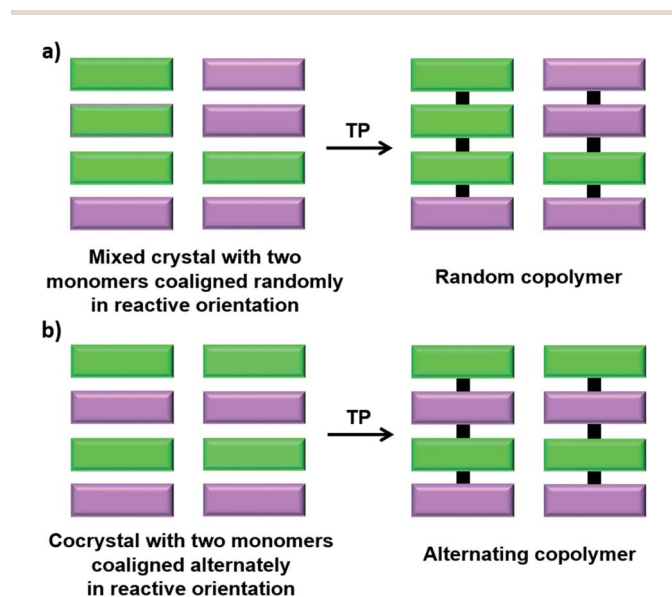 a)
TP
Mixed crystal with two
monomers coaligned randomly
in reactive orientation
Random copolymer
b)
TP
Cocrystal with two monomers
coaligned alternately
in reactive orientation
Alternating copolymer